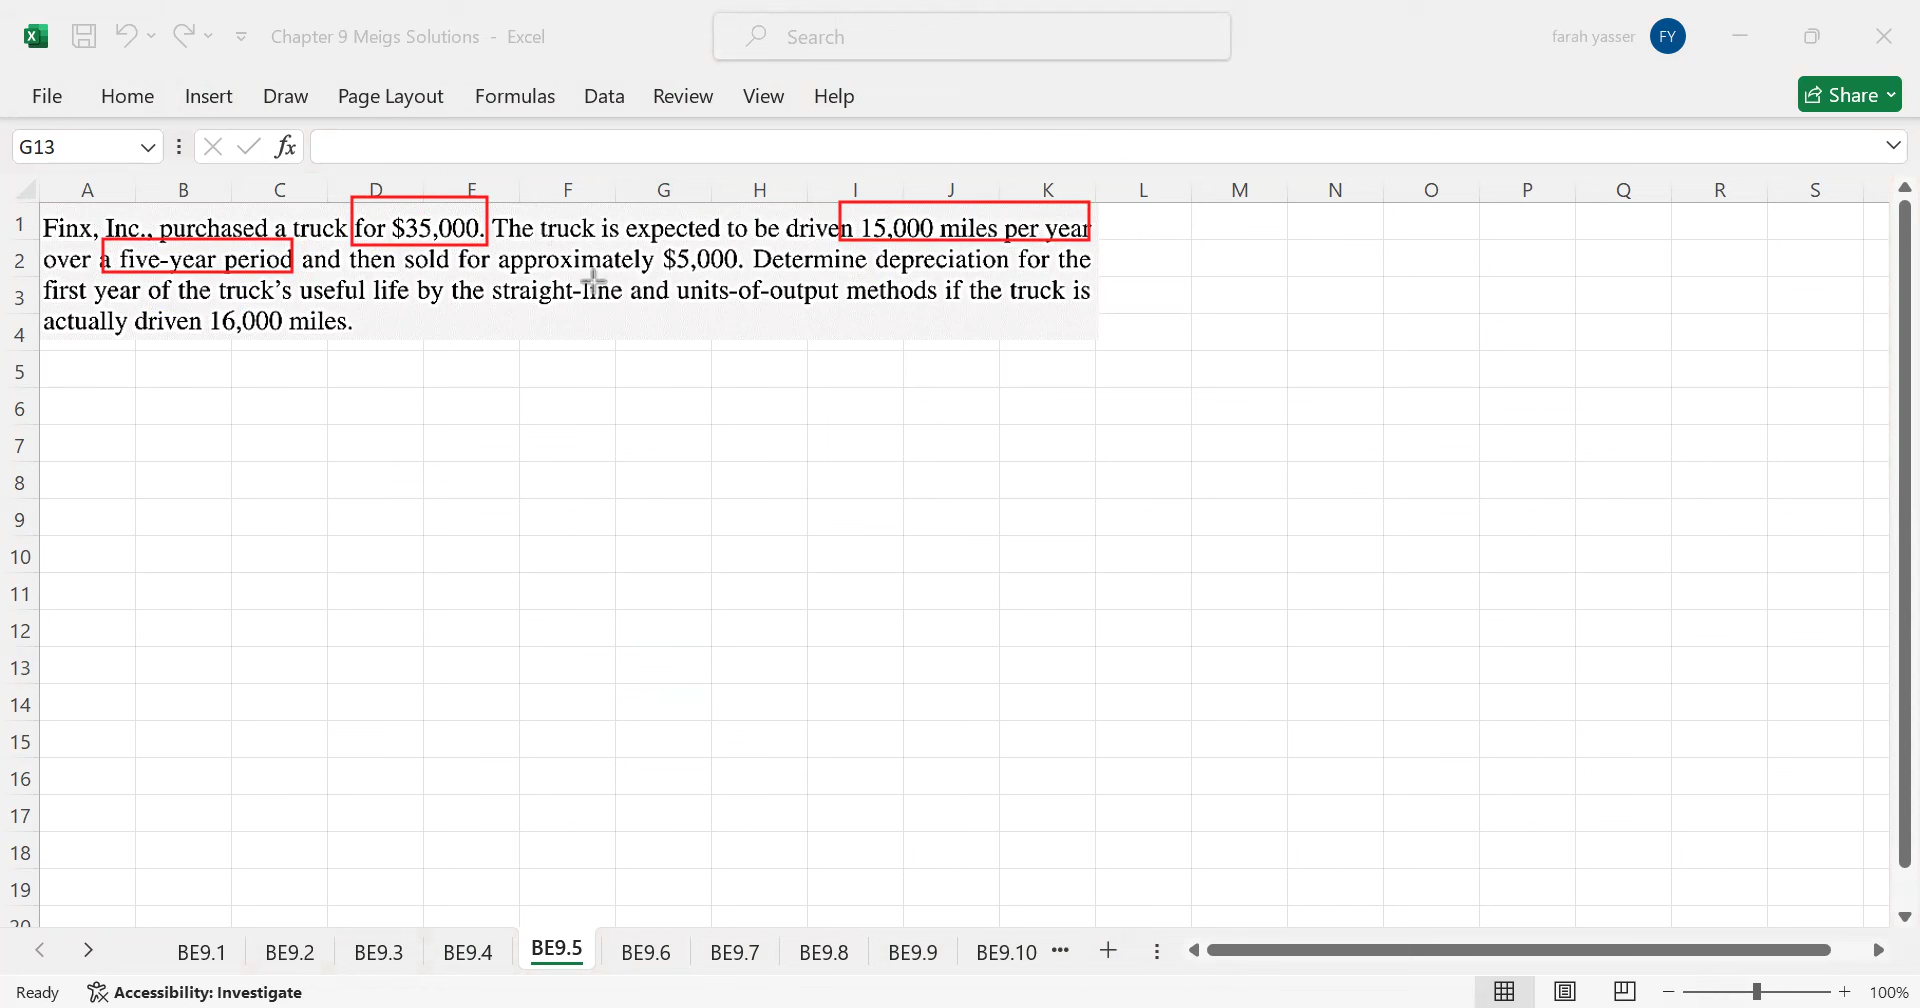 Chapter 9 Meigs Solutions - Excel
Search
farah yasser
FY
File Home Insert Draw Page Layout Formulas Data Review View Help
Share
G13
fx
A B C D E F G H I J K L M N O P Q R S
1
2
3
4
5
6
7
8
9
10
11
12
13
14
15
16
17
18
19
20
Finx, Inc., purchased a truck for $35,000. The truck is expected to be driven 15,000 miles per year
over a five-year period and then sold for approximately $5,000. Determine depreciation for the
first year of the truck's useful life by the straight-line and units-of-output methods if the truck is
actually driven 16,000 miles.
BE9.1 BE9.2 BE9.3 BE9.4 BE9.5 BE9.6 BE9.7 BE9.8 BE9.9 BE9.10
Ready
Accessibility: Investigate
100%